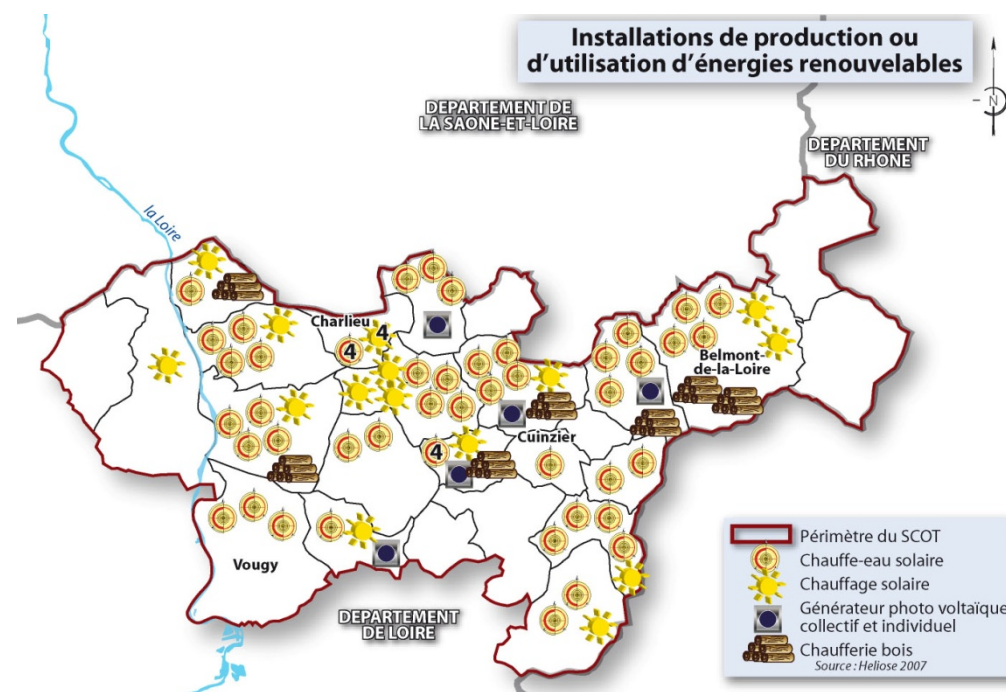 Installations de production ou
d'utilisation d'énergies renouvelables
N
DEPARTEMENT DE
LA SAONE-ET-LOIRE
DEPARTEMENT
DU RHONE
la Loire
Charlieu
4
4
Belmont-
de-la-Loire
Cuinzier
4
Vougy
DEPARTEMENT
DE LOIRE
Périmètre du SCOT
Chauffe-eau solaire
Chauffage solaire
Générateur photo voltaïque
collectif et individuel
Chaufferie bois
Source : Heliose 2007